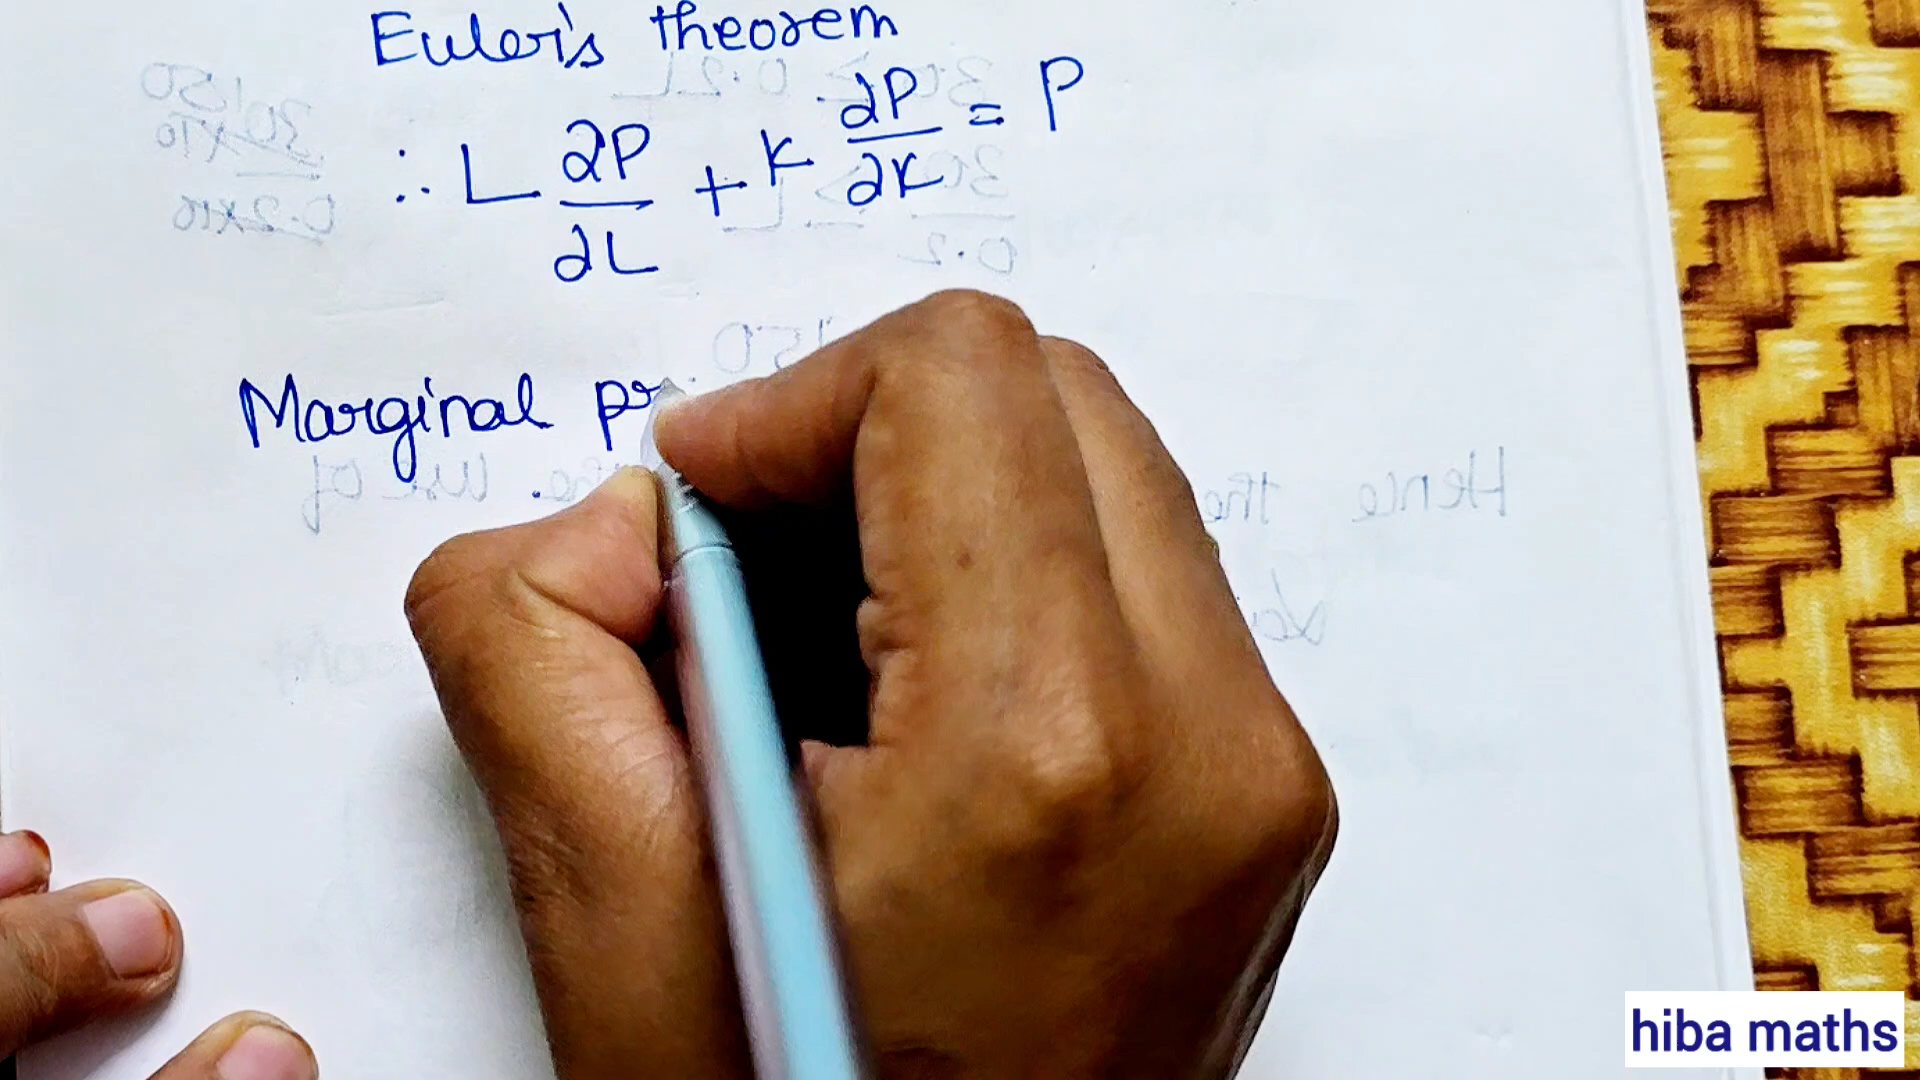 Euler's theorem
∴ L ∂P/∂L + K ∂P/∂K = P
Marginal pr
hiba maths